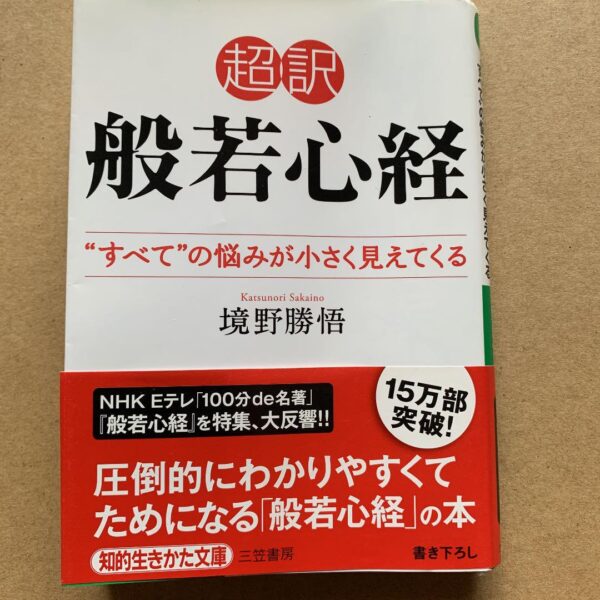 超訳
般若心経
“すべて”の悩みが小さく見えてくる
Katsunori Sakaino
境野勝悟
NHK Eテレ「100分de名著」
『般若心経』を特集、大反響!!
15万部
突破!
圧倒的にわかりやすくて
ためになる「般若心経」の本
知的生きかた文庫 三笠書房 書き下ろし